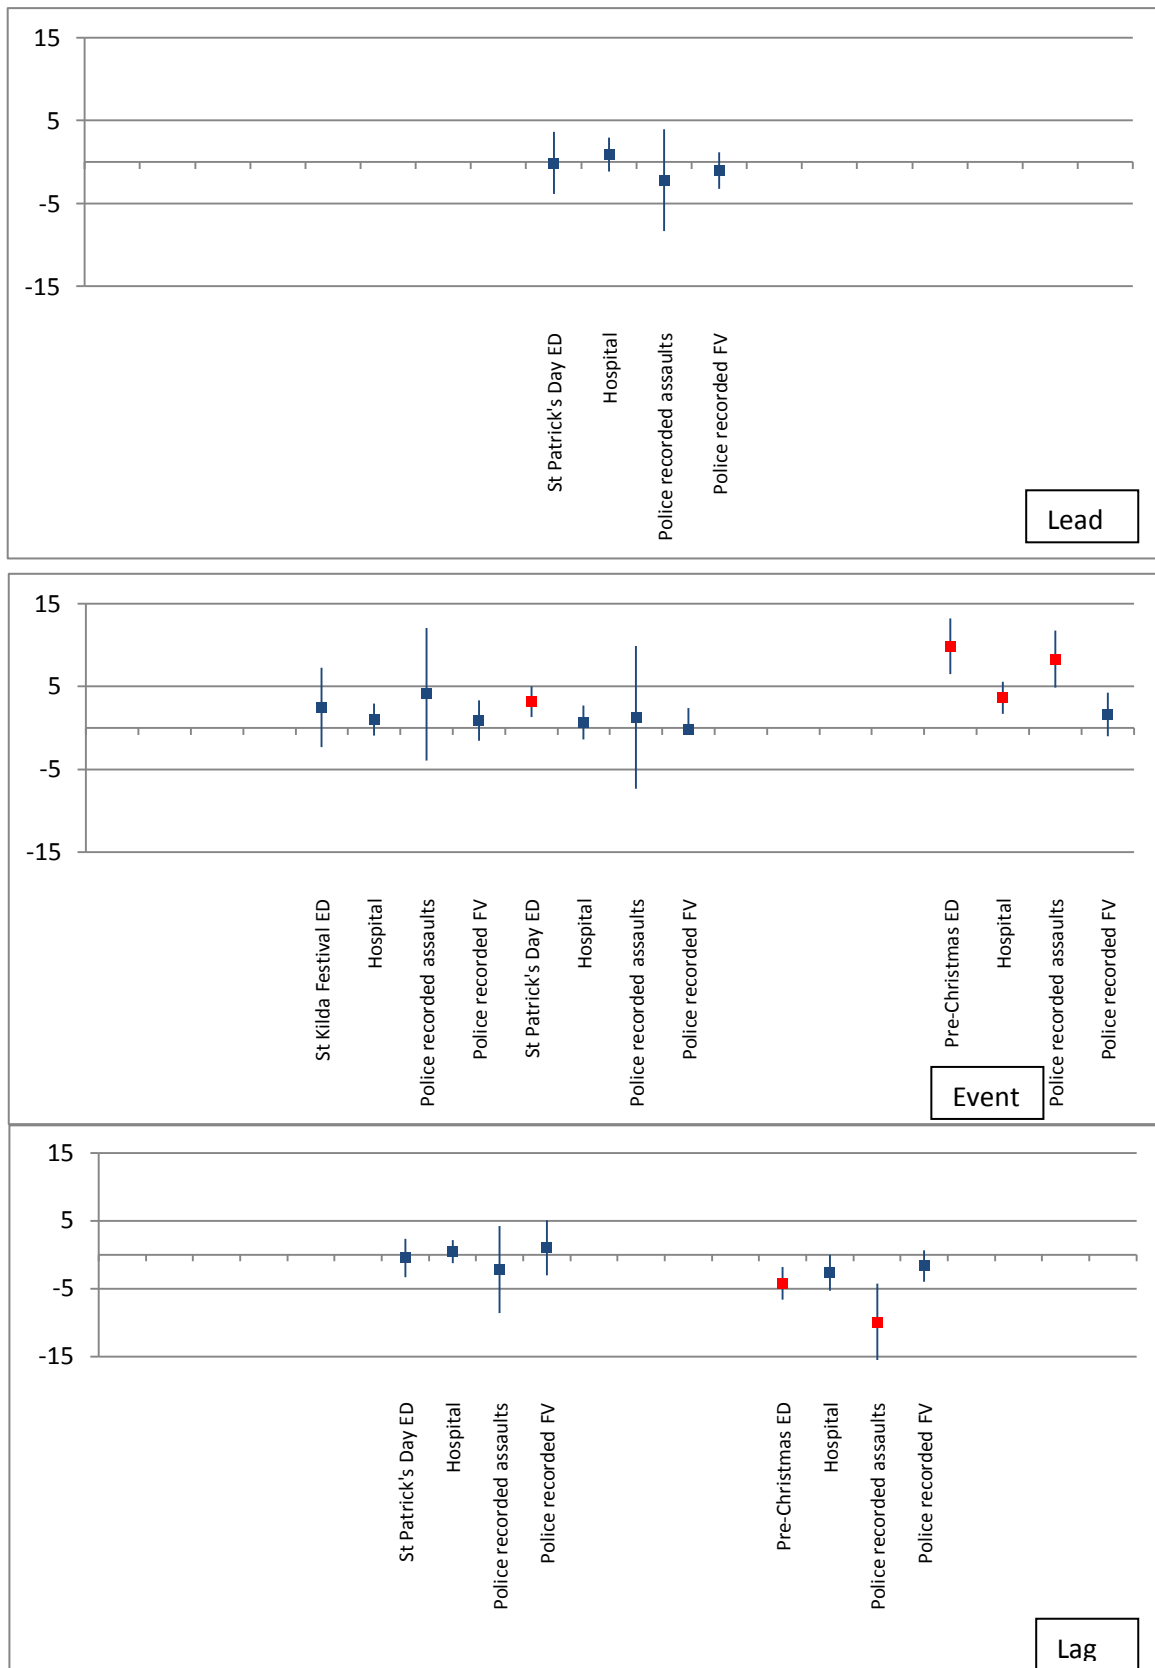 15
5
-5
-15
St Patrick's Day ED
Hospital
Police recorded assaults
Police recorded FV
Lead
15
5
-5
-15
St Kilda Festival ED
Hospital
Police recorded assaults
Police recorded FV
St Patrick's Day ED
Hospital
Police recorded assaults
Police recorded FV
Pre-Christmas ED
Hospital
Police recorded assaults
Police recorded FV
Event
15
5
-5
-15
St Patrick's Day ED
Hospital
Police recorded assaults
Police recorded FV
Pre-Christmas ED
Hospital
Police recorded assaults
Police recorded FV
Lag